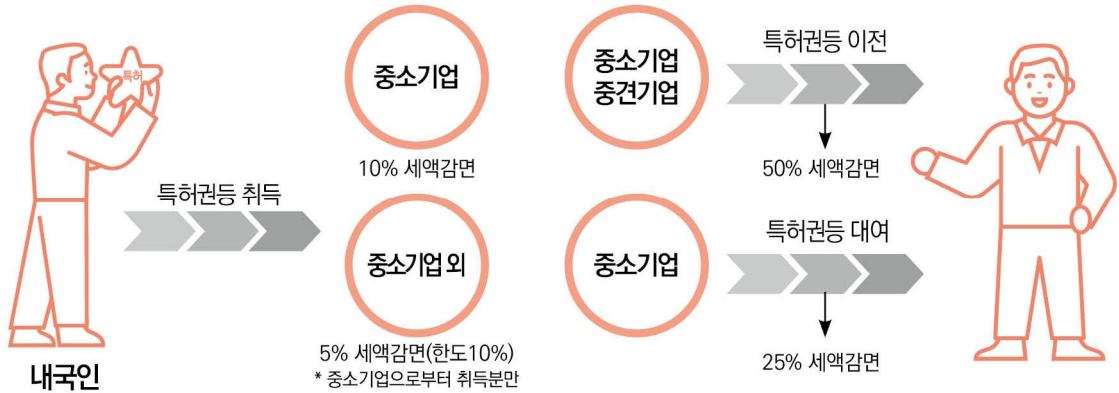 특허
내국인
특허권등 취득
중소기업
10% 세액감면
중소기업 외
5% 세액감면(한도10%)
* 중소기업으로부터 취득분만
중소기업
중견기업
특허권등 이전
50% 세액감면
중소기업
특허권등 대여
25% 세액감면